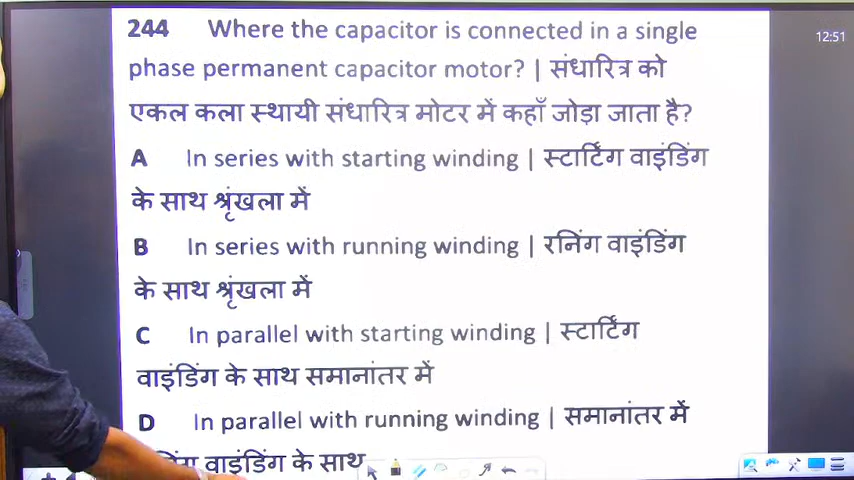 244 Where the capacitor is connected in a single
12:51
phase permanent capacitor motor? | संधारित्र को
एकल कला स्थायी संधारित्र मोटर में कहाँ जोड़ा जाता है?
A In series with starting winding | स्टार्टिंग वाइंडिंग
के साथ श्रृंखला में
B In series with running winding | रनिंग वाइंडिंग
के साथ श्रृंखला में
C In parallel with starting winding | स्टार्टिंग
वाइंडिंग के साथ समानांतर में
D In parallel with running winding | समानांतर में
वाइंडिंग के साथ